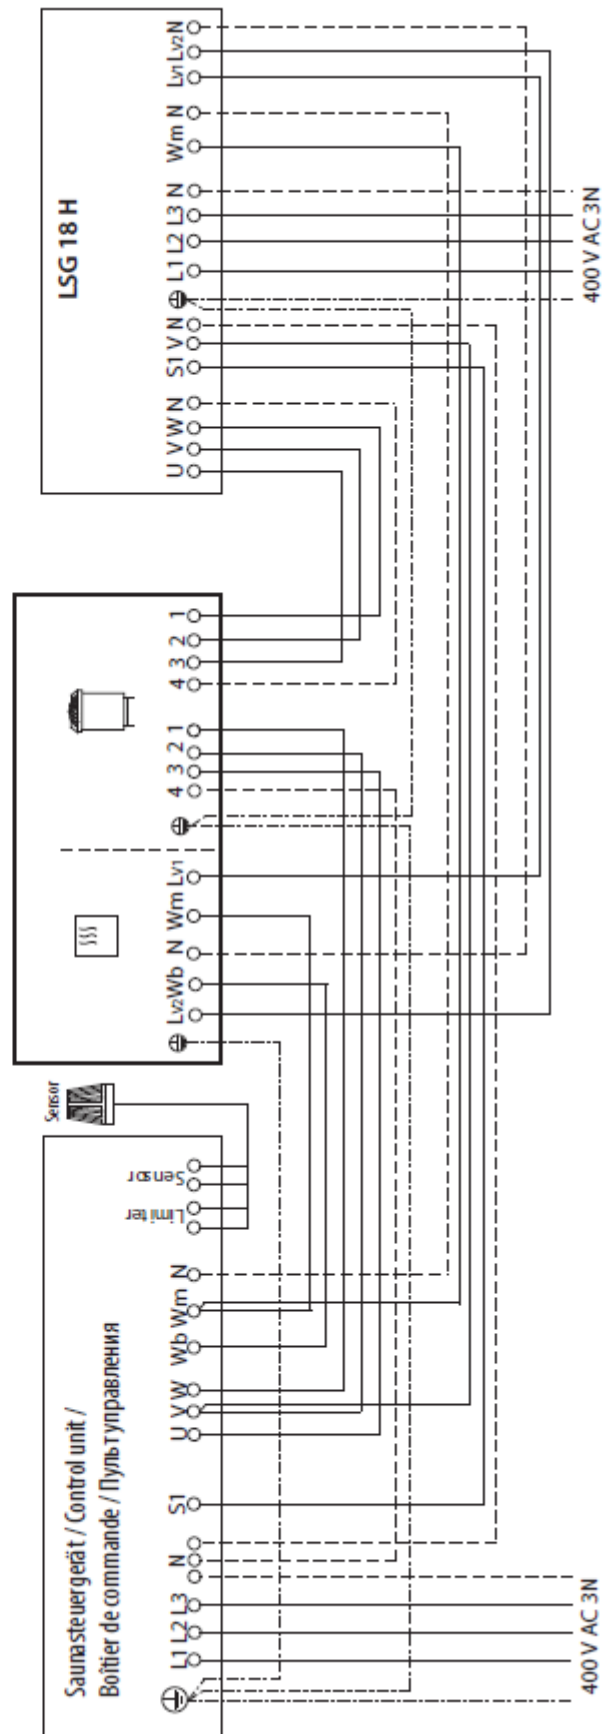 Saunasteuergerät / Control unit /
Boîtier de commande / Пульт управления
L1 L2 L3 N S1 U V W Wb Wm N
Limiter
Sensor
Sensor
Lv2 Wb N Wm Lv1
4 3 2 1
4 3 2 1
LSG 18 H
U V W N S1 V N L1 L2 L3 N Wm N Lv1 Lv2 N
400 V AC 3N
400 V AC 3N